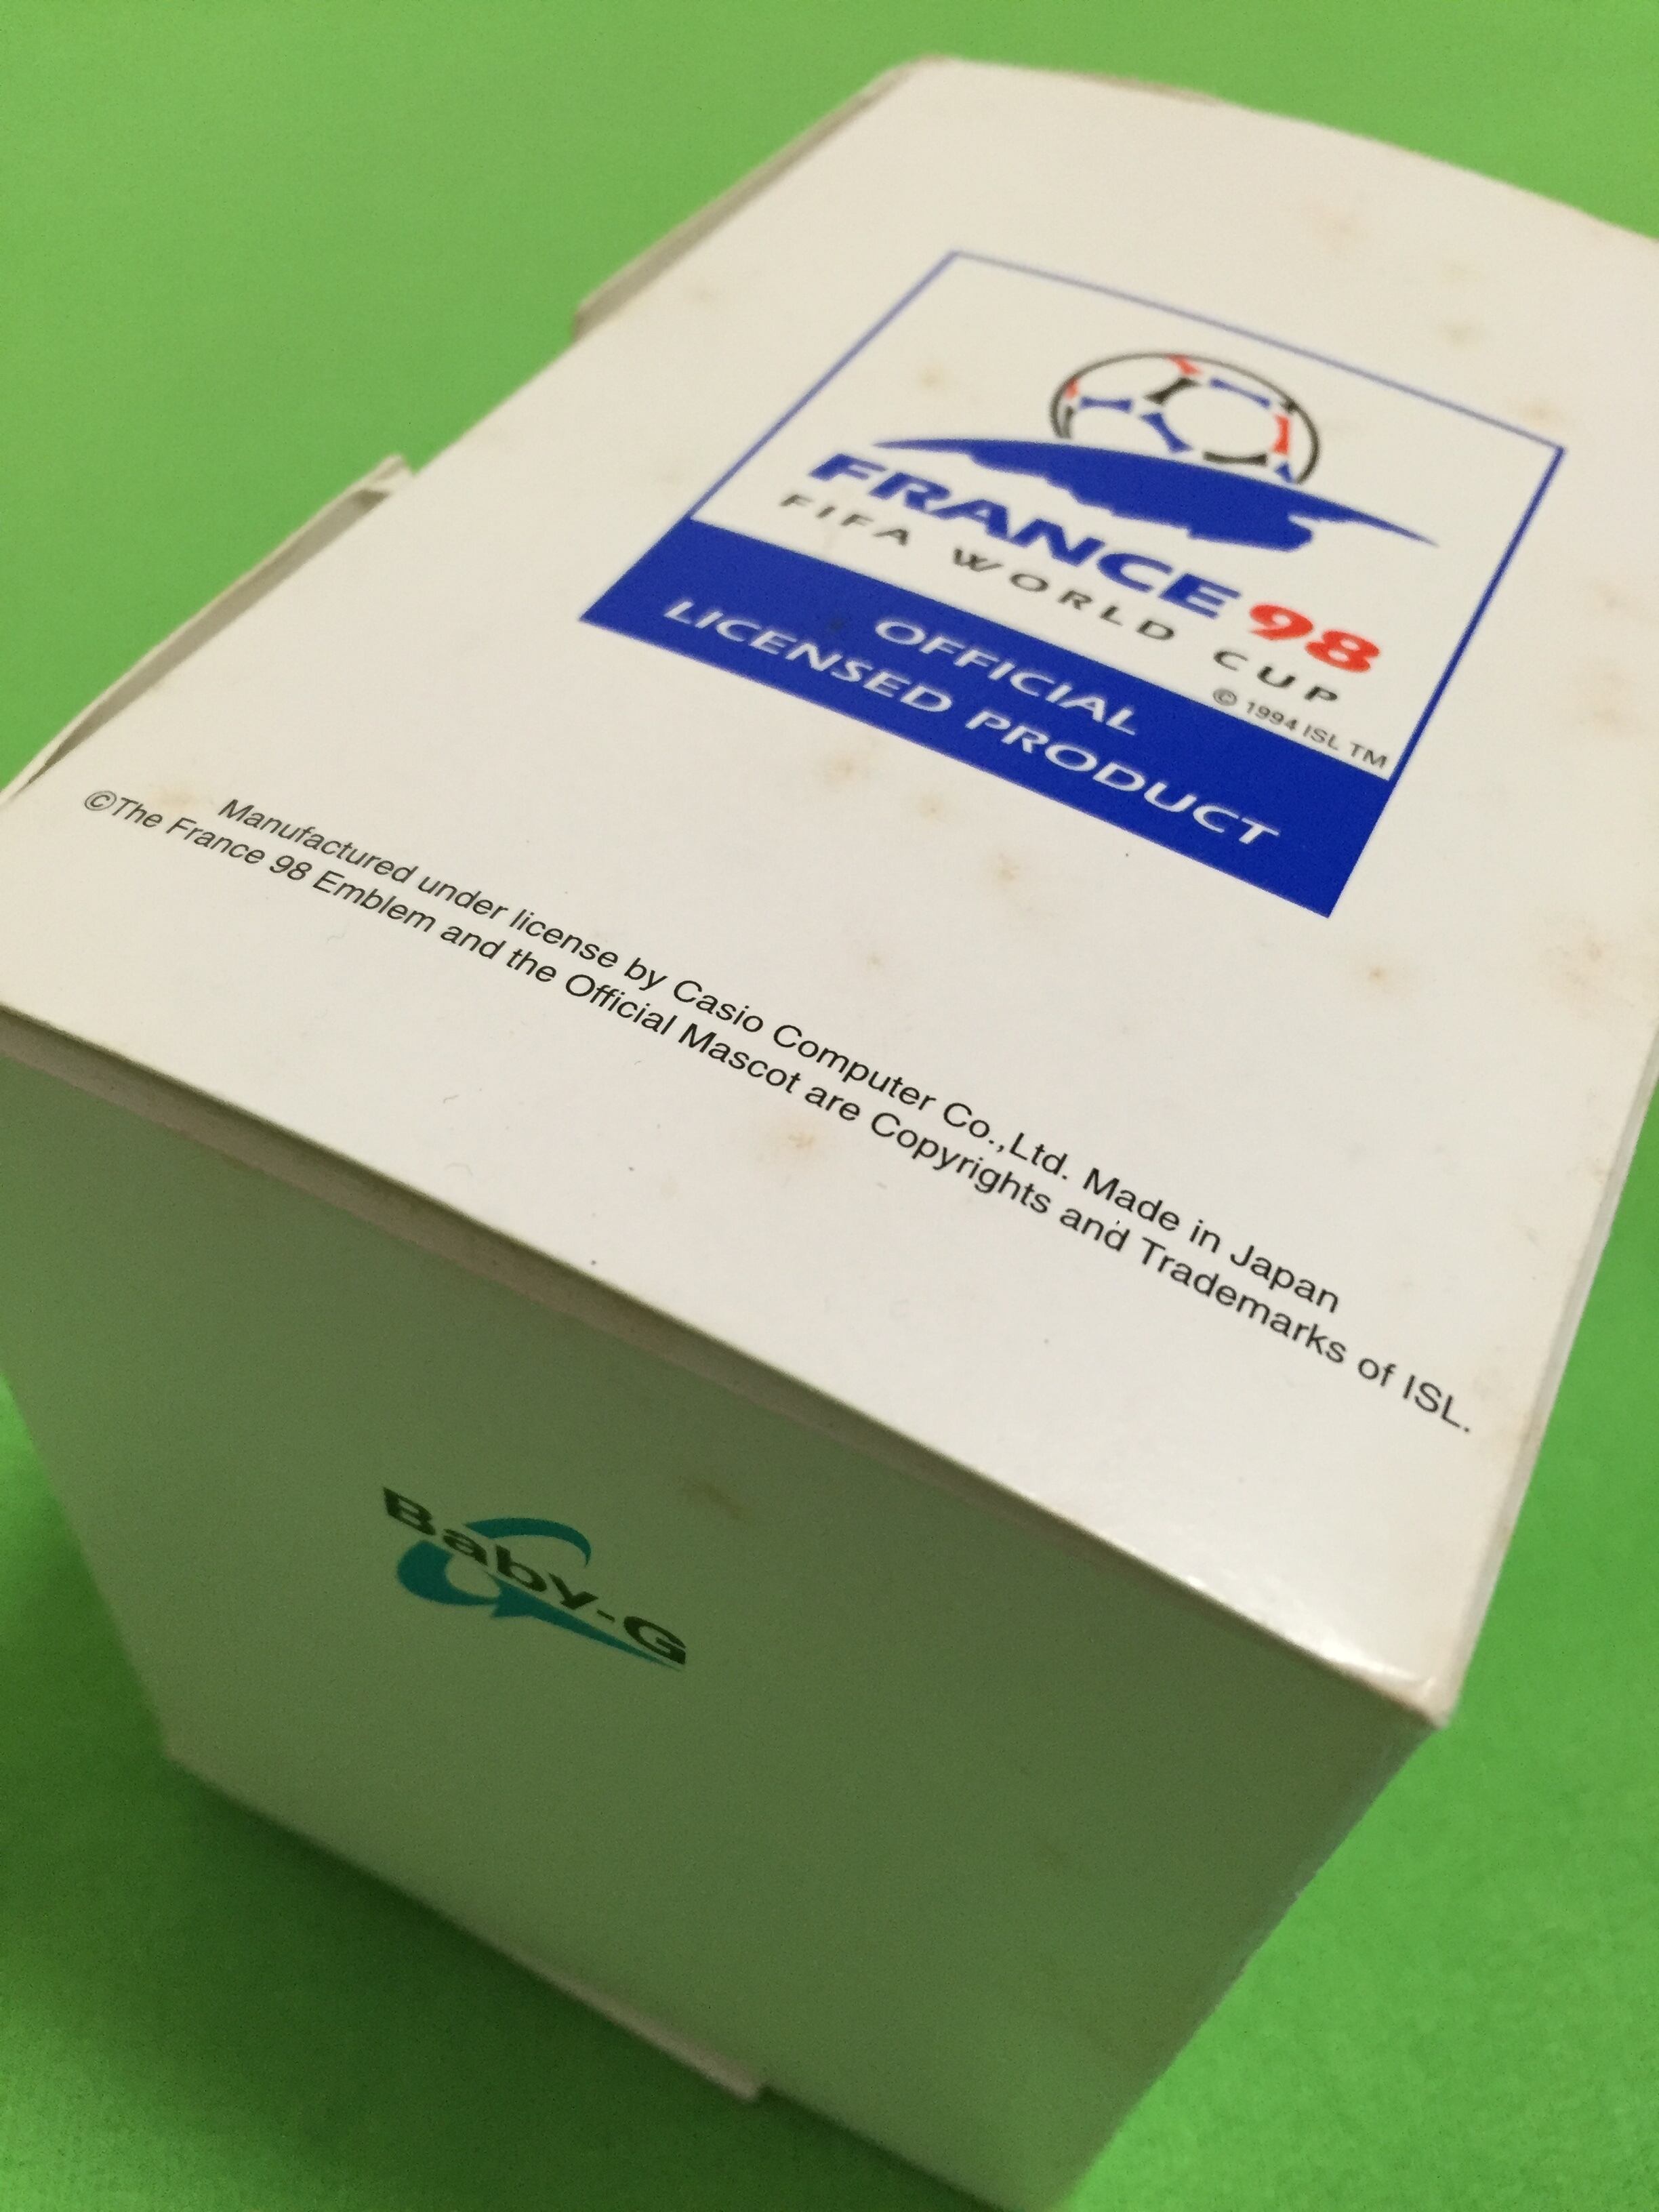 FRANCE 98
FIFA WORLD CUP
© 1994 ISL TM
OFFICIAL
LICENSED PRODUCT
Manufactured under license by Casio Computer Co.,Ltd. Made in Japan
©The France 98 Emblem and the Official Mascot are Copyrights and Trademarks of ISL.
Baby-G